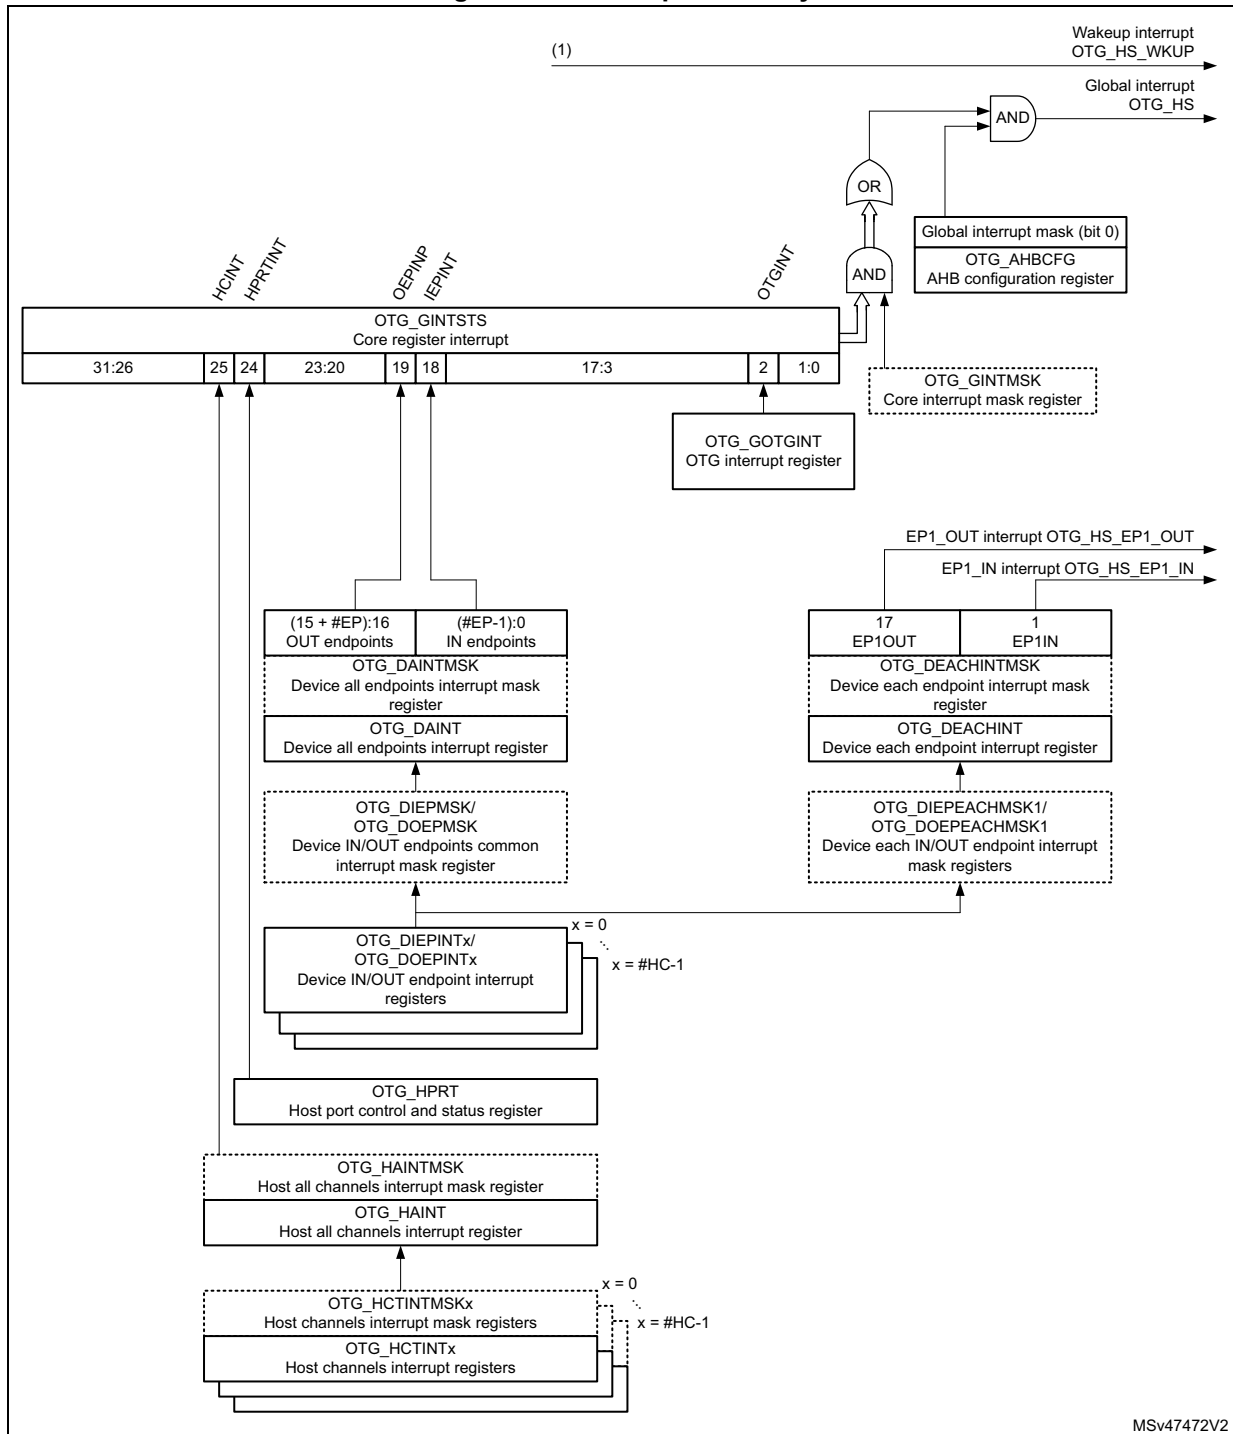 (1)
Wakeup interrupt
OTG_HS_WKUP
Global interrupt
OTG_HS
AND
OR
AND
Global interrupt mask (bit 0)
OTG_AHBCFG
AHB configuration register
HCINT
HPRTINT
OEPINP
IEPINT
OTGINT
OTG_GINTSTS
Core register interrupt
31:26
25
24
23:20
19
18
17:3
2
1:0
OTG_GINTMSK
Core interrupt mask register
OTG_GOTGINT
OTG interrupt register
EP1_OUT interrupt OTG_HS_EP1_OUT
EP1_IN interrupt OTG_HS_EP1_IN
(15 + #EP):16
OUT endpoints
(#EP-1):0
IN endpoints
OTG_DAINTMSK
Device all endpoints interrupt mask
register
OTG_DAINT
Device all endpoints interrupt register
17
EP1OUT
1
EP1IN
OTG_DEACHINTMSK
Device each endpoint interrupt mask
register
OTG_DEACHINT
Device each endpoint interrupt register
OTG_DIEPMSK/
OTG_DOEPMSK
Device IN/OUT endpoints common
interrupt mask register
OTG_DIEPEACHMSK1/
OTG_DOEPEACHMSK1
Device each IN/OUT endpoint interrupt
mask registers
OTG_DIEPINTx/
OTG_DOEPINTx
Device IN/OUT endpoint interrupt
registers
x = 0
x = #HC-1
OTG_HPRT
Host port control and status register
OTG_HAINTMSK
Host all channels interrupt mask register
OTG_HAINT
Host all channels interrupt register
OTG_HCTINTMSKx
Host channels interrupt mask registers
OTG_HCTINTx
Host channels interrupt registers
x = 0
x = #HC-1
MSv47472V2